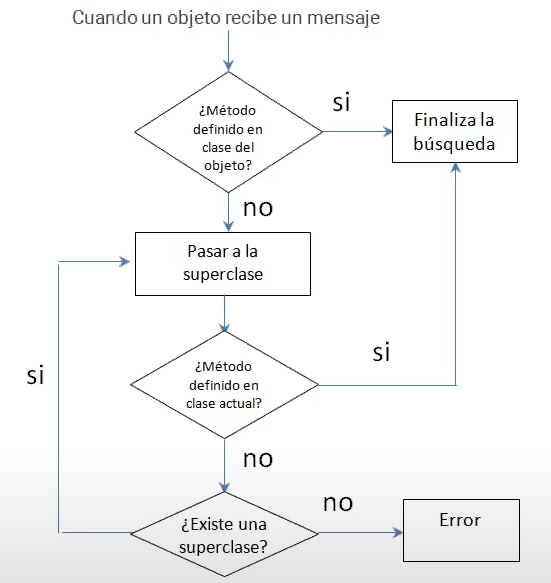 Cuando un objeto recibe un mensaje
¿Método
definido en
clase del
objeto?
si
Finaliza la
búsqueda
no
Pasar a la
superclase
¿Método
definido en
clase actual?
si
si
no
¿Existe una
superclase?
no
Error